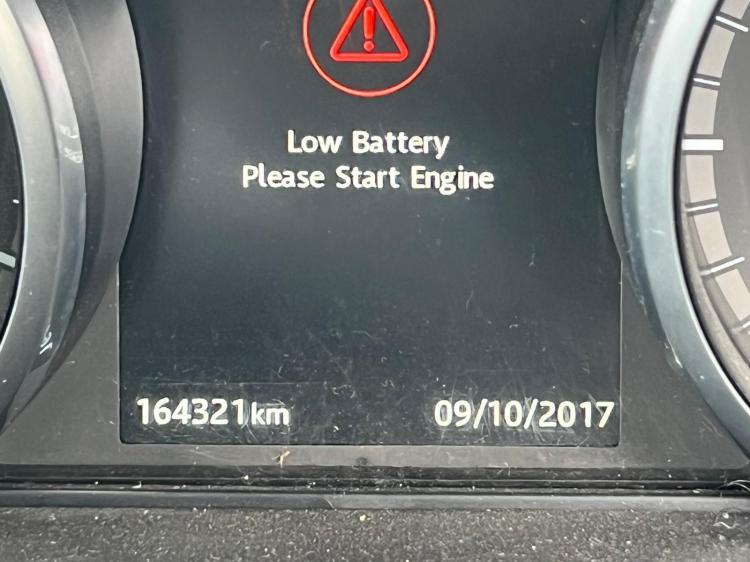 Low Battery
Please Start Engine
164321km 09/10/2017